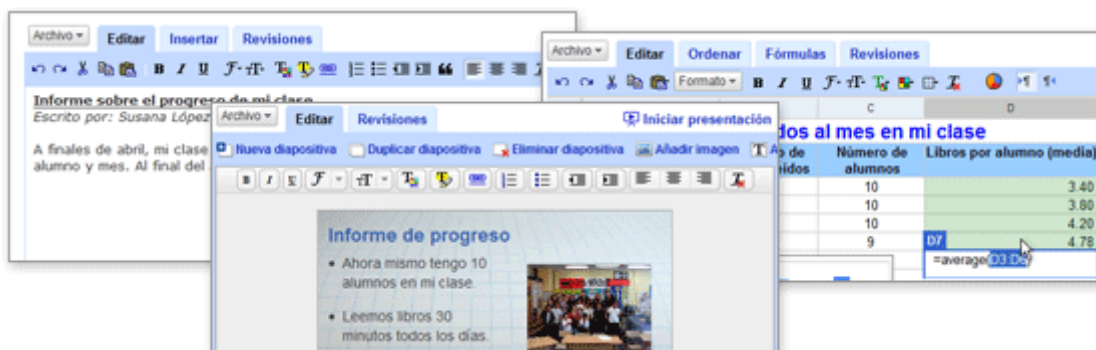 Archivo
Editar
Insertar
Revisiones
Informe sobre el progreso de mi clase
Escrito por: Susana López
A finales de abril, mi clase
alumno y mes. Al final del
Archivo
Editar
Revisiones
Iniciar presentación
Nueva diapositiva
Duplicar diapositiva
Eliminar diapositiva
Añadir imagen
Informe de progreso
• Ahora mismo tengo 10
alumnos en mi clase.
• Leemos libros 30
minutos todos los días.
Archivo
Editar
Ordenar
Fórmulas
Revisiones
Formato
C D
dos al mes en mi clase
de Número de Libros por alumno (media)
eídos alumnos
10 3.40
10 3.80
10 4.20
9 4.78
D7
=average(D3:D6)